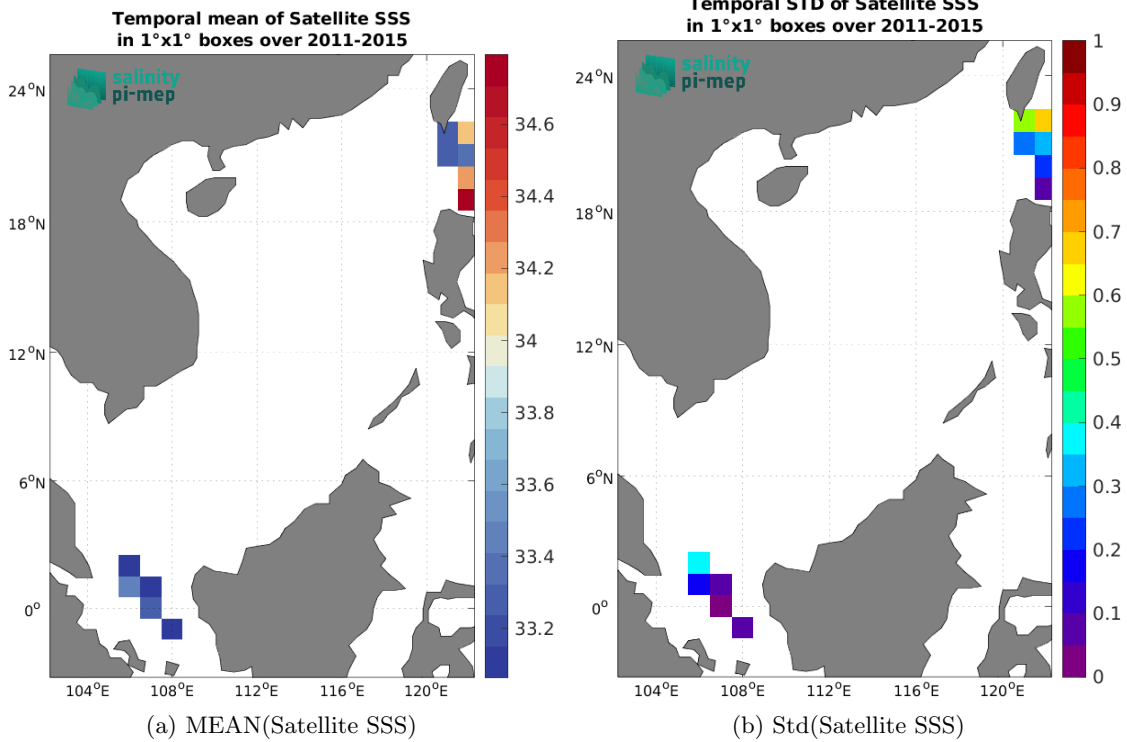 Temporal mean of Satellite SSS
in 1°x1° boxes over 2011-2015
salinity
pi-mep
24°N
18°N
12°N
6°N
0°
104°E
108°E
112°E
116°E
120°E
34.6
34.4
34.2
34
33.8
33.6
33.4
33.2
(a) MEAN(Satellite SSS)
Temporal STD of Satellite SSS
in 1°x1° boxes over 2011-2015
salinity
pi-mep
24°N
18°N
12°N
6°N
0°
104°E
108°E
112°E
116°E
120°E
1
0.9
0.8
0.7
0.6
0.5
0.4
0.3
0.2
0.1
0
(b) Std(Satellite SSS)